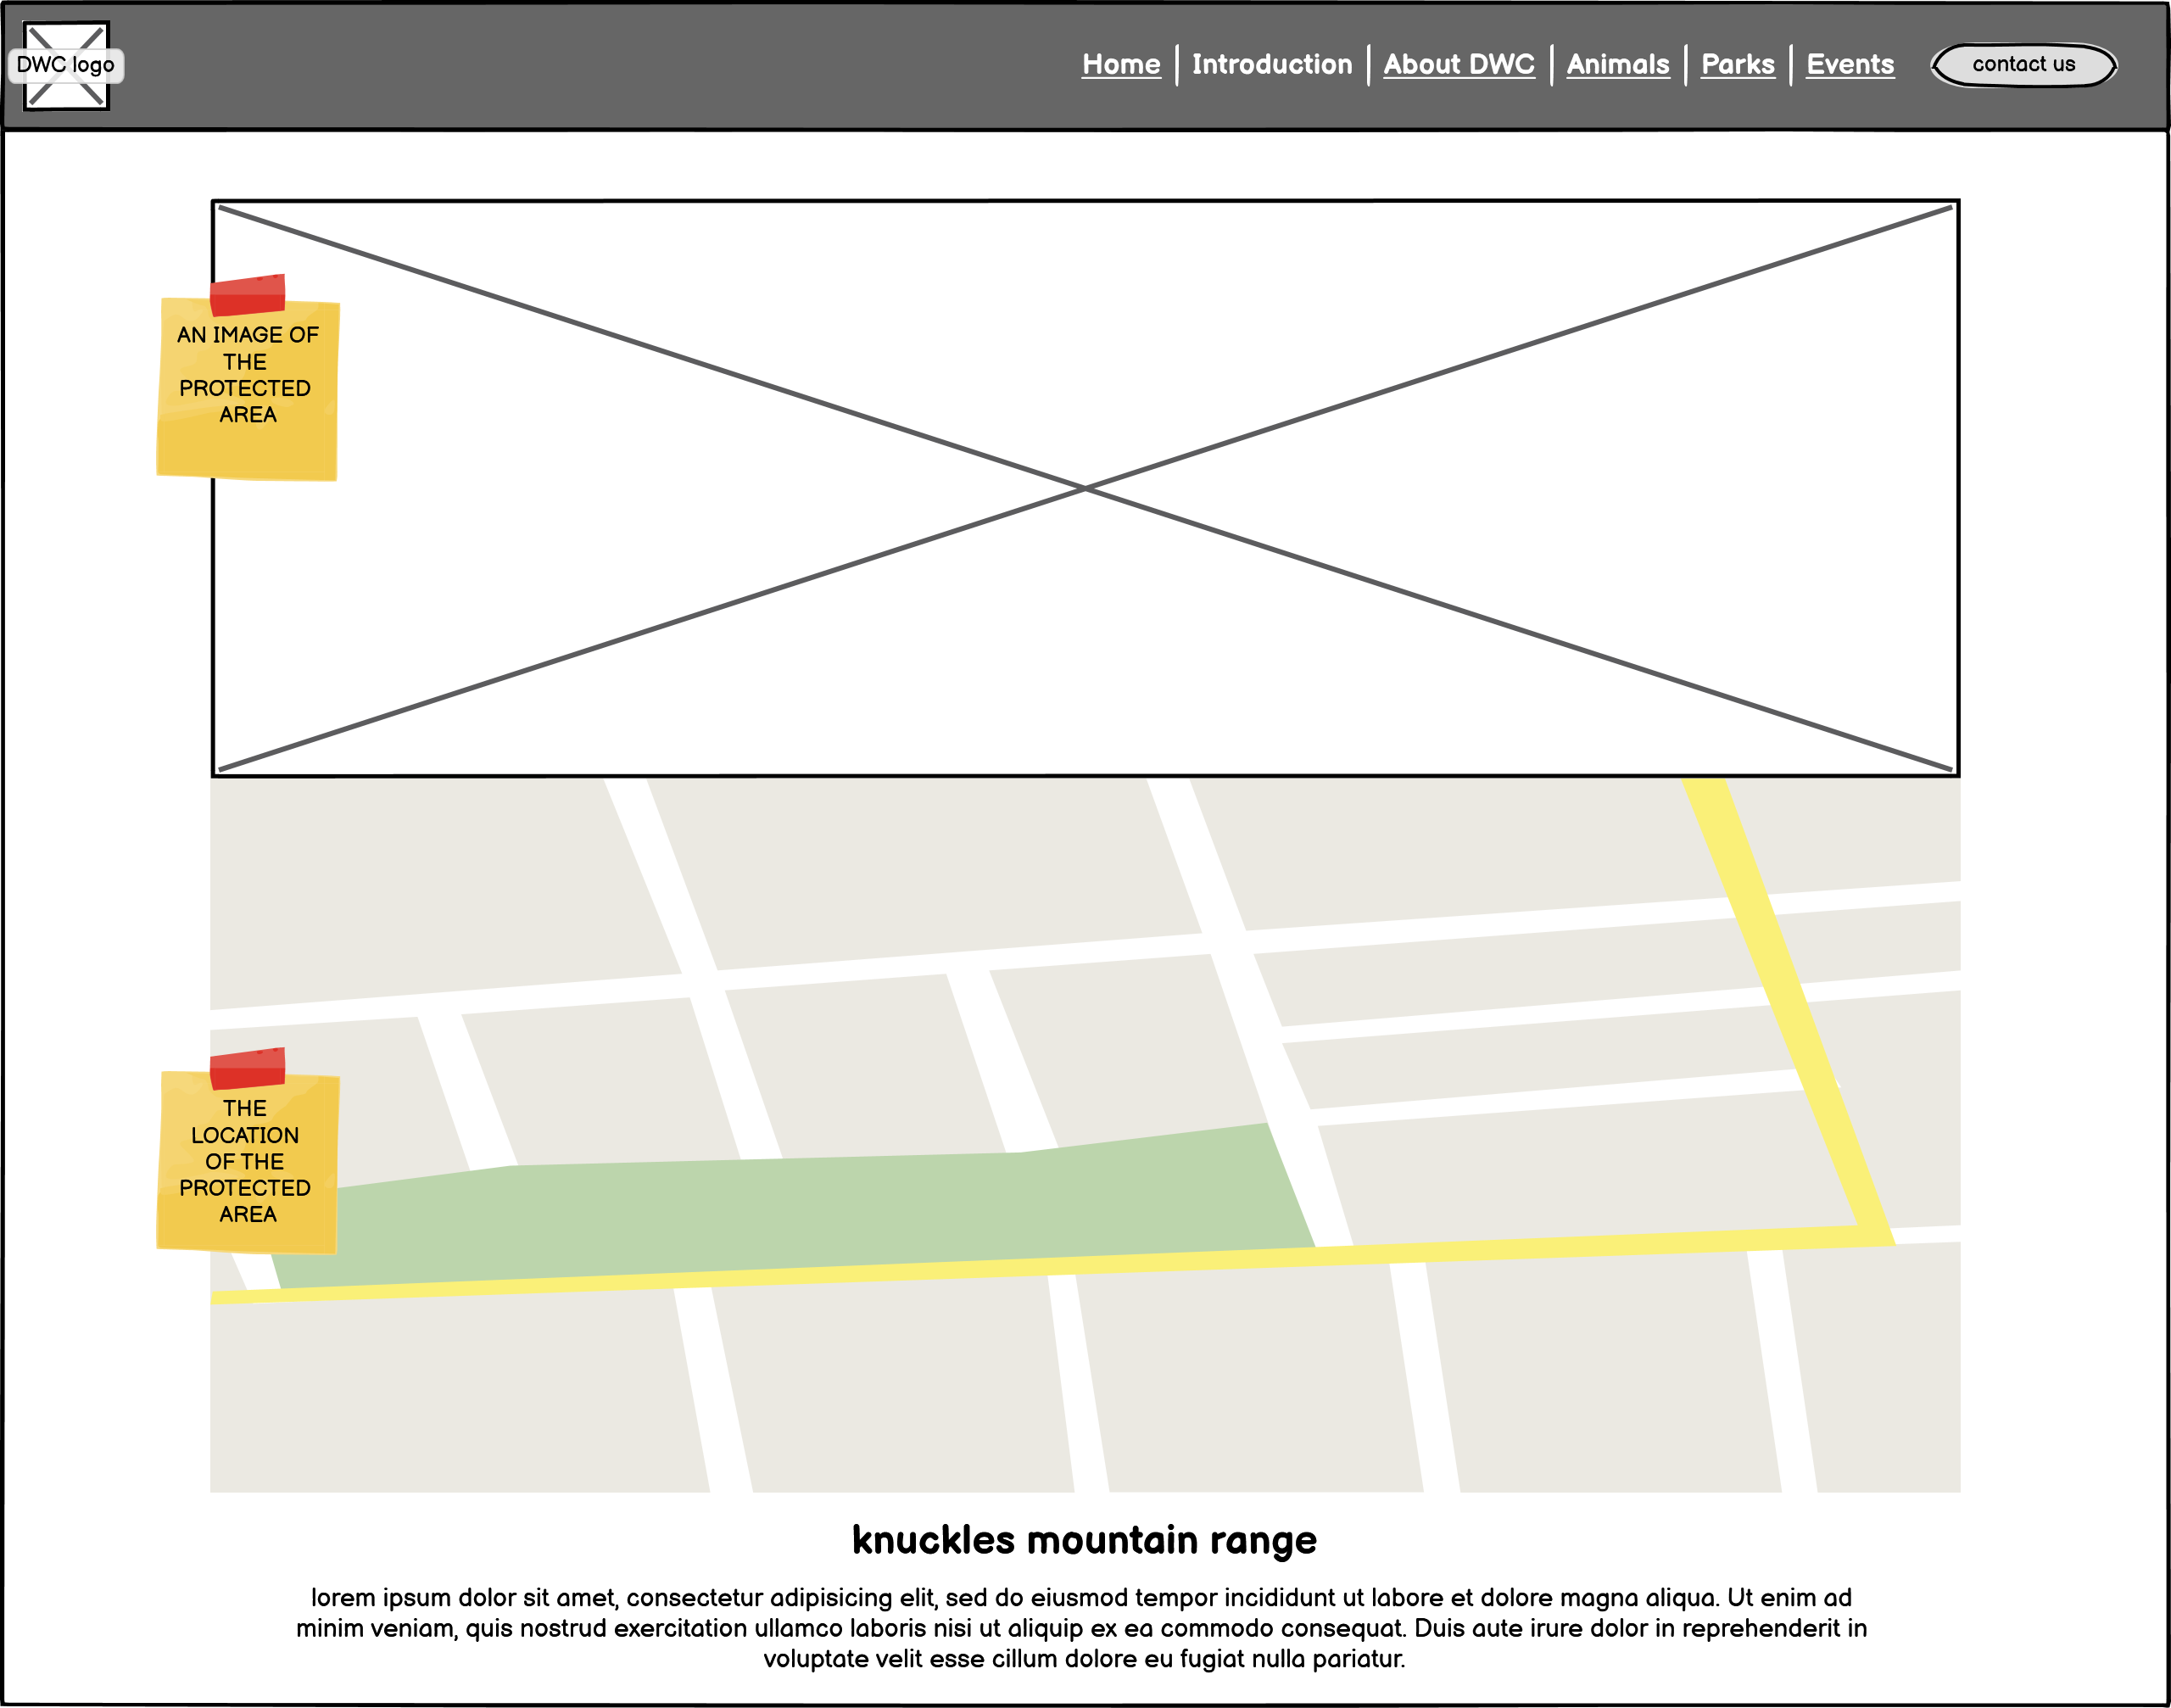 DWC logo
Home Introduction About DWC Animals Parks Events contact us
AN IMAGE OF
THE
PROTECTED
AREA
THE
LOCATION
OF THE
PROTECTED
AREA
knuckles mountain range
lorem ipsum dolor sit amet, consectetur adipisicing elit, sed do eiusmod tempor incididunt ut labore et dolore magna aliqua. Ut enim ad
minim veniam, quis nostrud exercitation ullamco laboris nisi ut aliquip ex ea commodo consequat. Duis aute irure dolor in reprehenderit in
voluptate velit esse cillum dolore eu fugiat nulla pariatur.